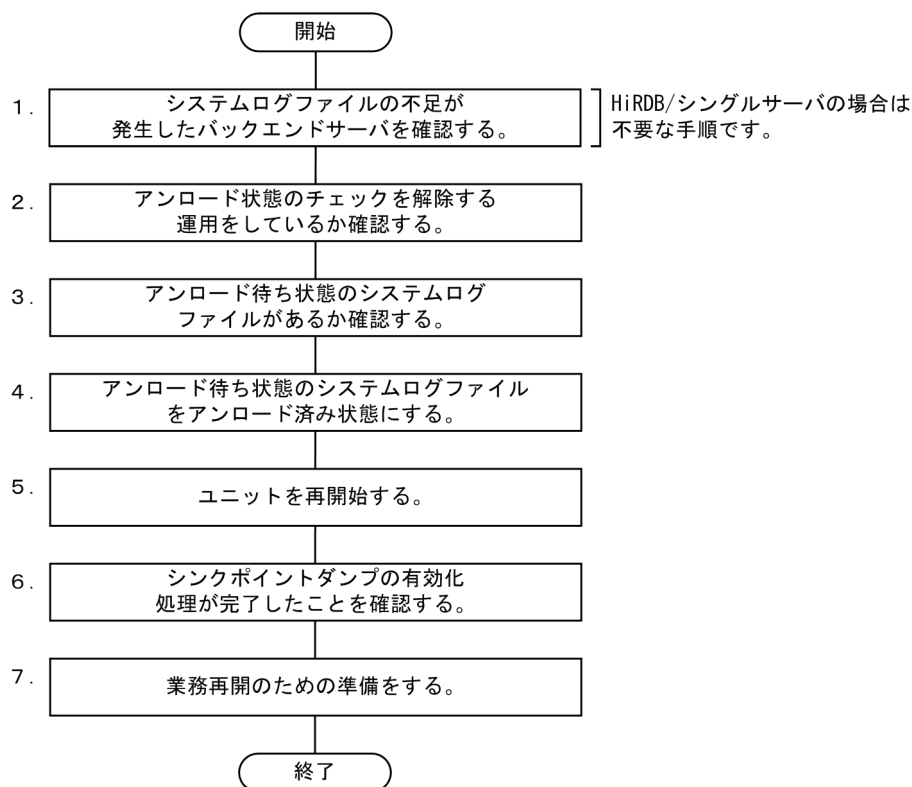 開始
1.
システムログファイルの不足が
発生したバックエンドサーバを確認する。
HiRDB/シングルサーバの場合は
不要な手順です。
2.
アンロード状態のチェックを解除する
運用をしているか確認する。
3.
アンロード待ち状態のシステムログ
ファイルがあるか確認する。
4.
アンロード待ち状態のシステムログファイル
をアンロード済み状態にする。
5.
ユニットを再開始する。
6.
シンクポイントダンプの有効化
処理が完了したことを確認する。
7.
業務再開のための準備をする。
終了